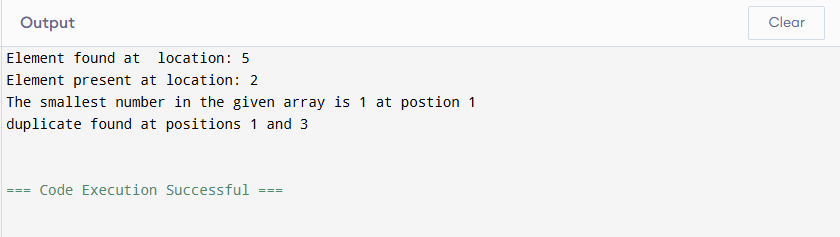 Output
Clear
Element found at  location: 5
Element present at location: 2
The smallest number in the given array is 1 at postion 1
duplicate found at positions 1 and 3
=== Code Execution Successful ===